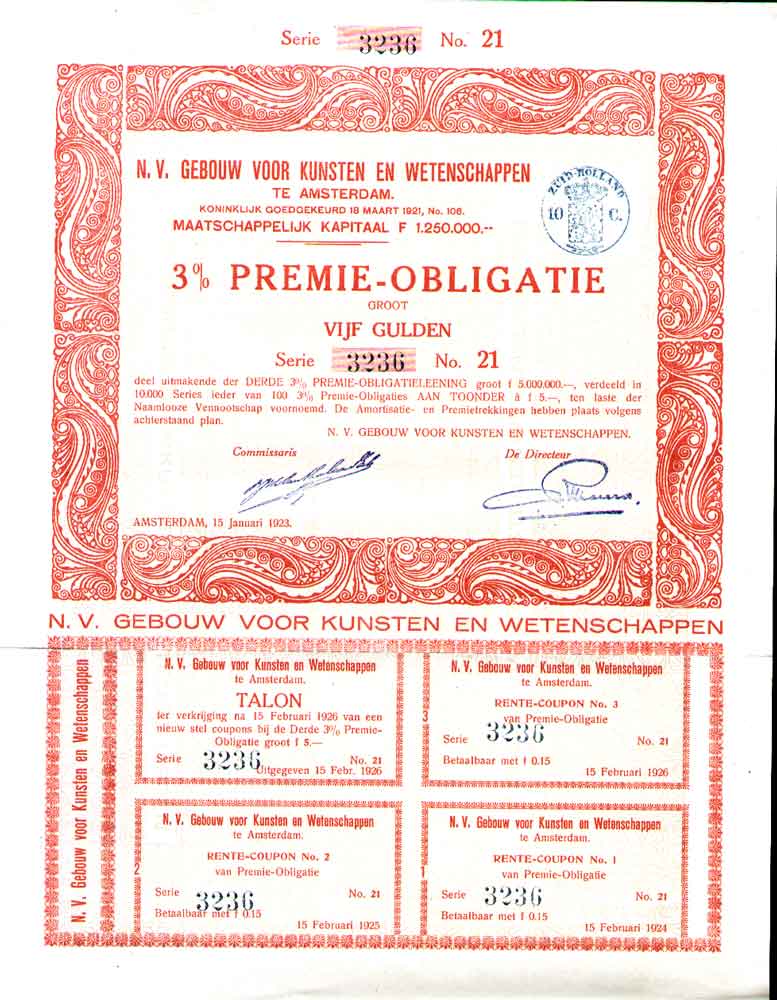 Serie 3236 No. 21
N. V. GEBOUW VOOR KUNSTEN EN WETENSCHAPPEN
TE AMSTERDAM.
KONINKLIJK GOEDGEKEURD 18 MAART 1921, No. 106.
MAATSCHAPPELIJK KAPITAAL F 1.250.000.--
ZUID-HOLLAND
10 C.
3% PREMIE-OBLIGATIE
GROOT
VIJF GULDEN
Serie 3236 No. 21
deel uitmakende der DERDE 3% PREMIE-OBLIGATIELEENING groot f 5.000.000.—, verdeeld in
10.000 Series ieder van 100 3% Premie-Obligaties AAN TOONDER à f 5.—, ten laste der
Naamlooze Vennootschap voornoemd. De Amortisatie- en Premietrekkingen hebben plaats volgens
achterstaand plan.
N. V. GEBOUW VOOR KUNSTEN EN WETENSCHAPPEN.
Commissaris De Directeur
AMSTERDAM, 15 Januari 1923.
N. V. GEBOUW VOOR KUNSTEN EN WETENSCHAPPEN
N. V. Gebouw voor Kunsten en Wetenschappen
N. V. Gebouw voor Kunsten en Wetenschappen
te Amsterdam.
TALON
ter verkrijging na 15 Februari 1926 van een
nieuw stel coupons bij de Derde 3% Premie-
Obligatie groot f 5.—
Serie 3236 No. 21
Uitgegeven 15 Febr. 1926
N. V. Gebouw voor Kunsten en Wetenschappen
te Amsterdam.
RENTE-COUPON No. 3
van Premie-Obligatie
3
Serie 3236 No. 21
Betaalbaar met f 0.15
15 Februari 1926
N. V. Gebouw voor Kunsten en Wetenschappen
te Amsterdam.
RENTE-COUPON No. 2
van Premie-Obligatie
2
Serie 3236 No. 21
Betaalbaar met f 0.15
15 Februari 1925
N. V. Gebouw voor Kunsten en Wetenschappen
te Amsterdam.
RENTE-COUPON No. 1
van Premie-Obligatie
1
Serie 3236 No. 21
Betaalbaar met f 0.15
15 Februari 1924